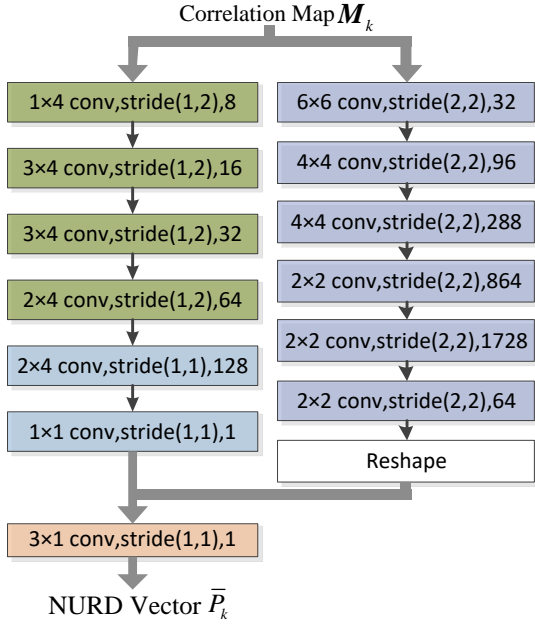 Correlation Map M_k
1×4 conv,stride(1,2),8
3×4 conv,stride(1,2),16
3×4 conv,stride(1,2),32
2×4 conv,stride(1,2),64
2×4 conv,stride(1,1),128
1×1 conv,stride(1,1),1
6×6 conv,stride(2,2),32
4×4 conv,stride(2,2),96
4×4 conv,stride(2,2),288
2×2 conv,stride(2,2),864
2×2 conv,stride(2,2),1728
2×2 conv,stride(2,2),64
Reshape
3×1 conv,stride(1,1),1
NURD Vector P̅_k